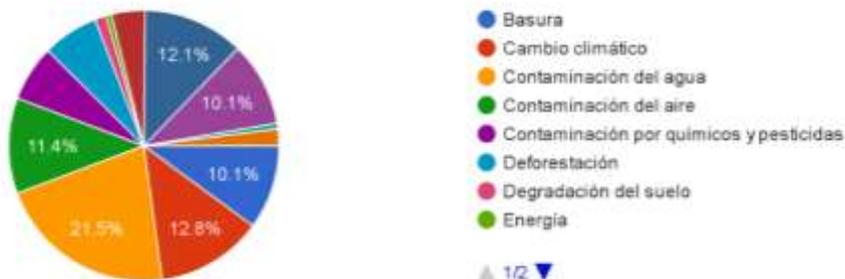 12.1%
10.1%
11.4%
10.1%
21.5%
12.8%
Basura
Cambio climático
Contaminación del agua
Contaminación del aire
Contaminación por químicos y pesticidas
Deforestación
Degradación del suelo
Energía
1/2